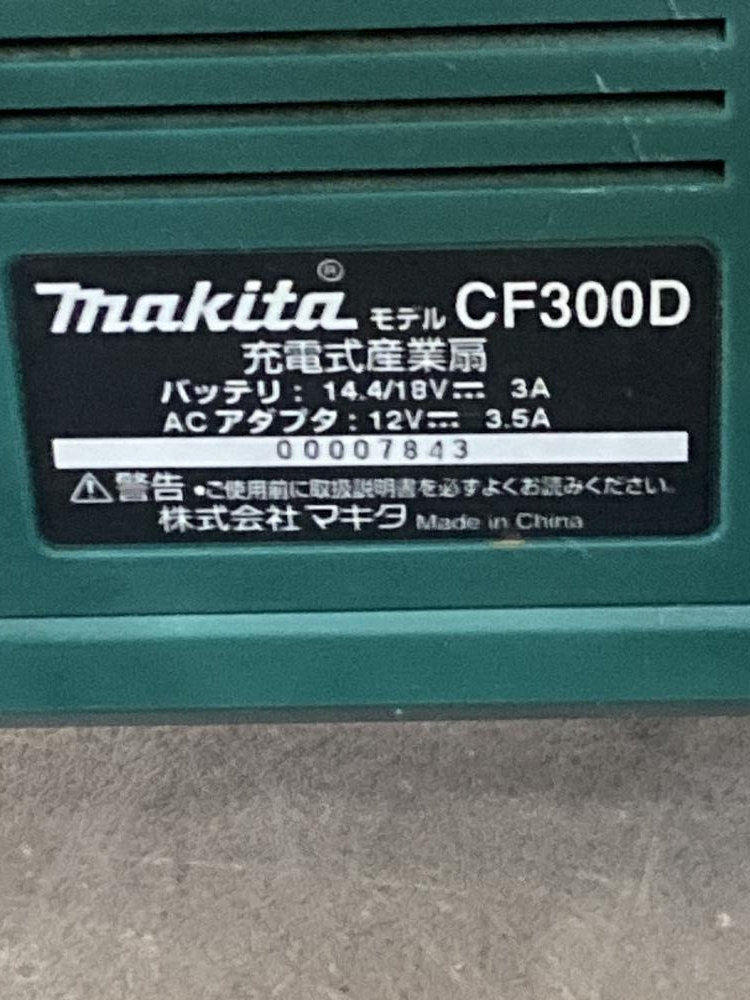 makita® モデル CF300D
充電式産業扇
バッテリ: 14.4/18V⎓ 3A
ACアダプタ: 12V⎓ 3.5A
00007843
⚠警告 •ご使用前に取扱説明書を必ずよくお読みください。
株式会社マキタ Made in China